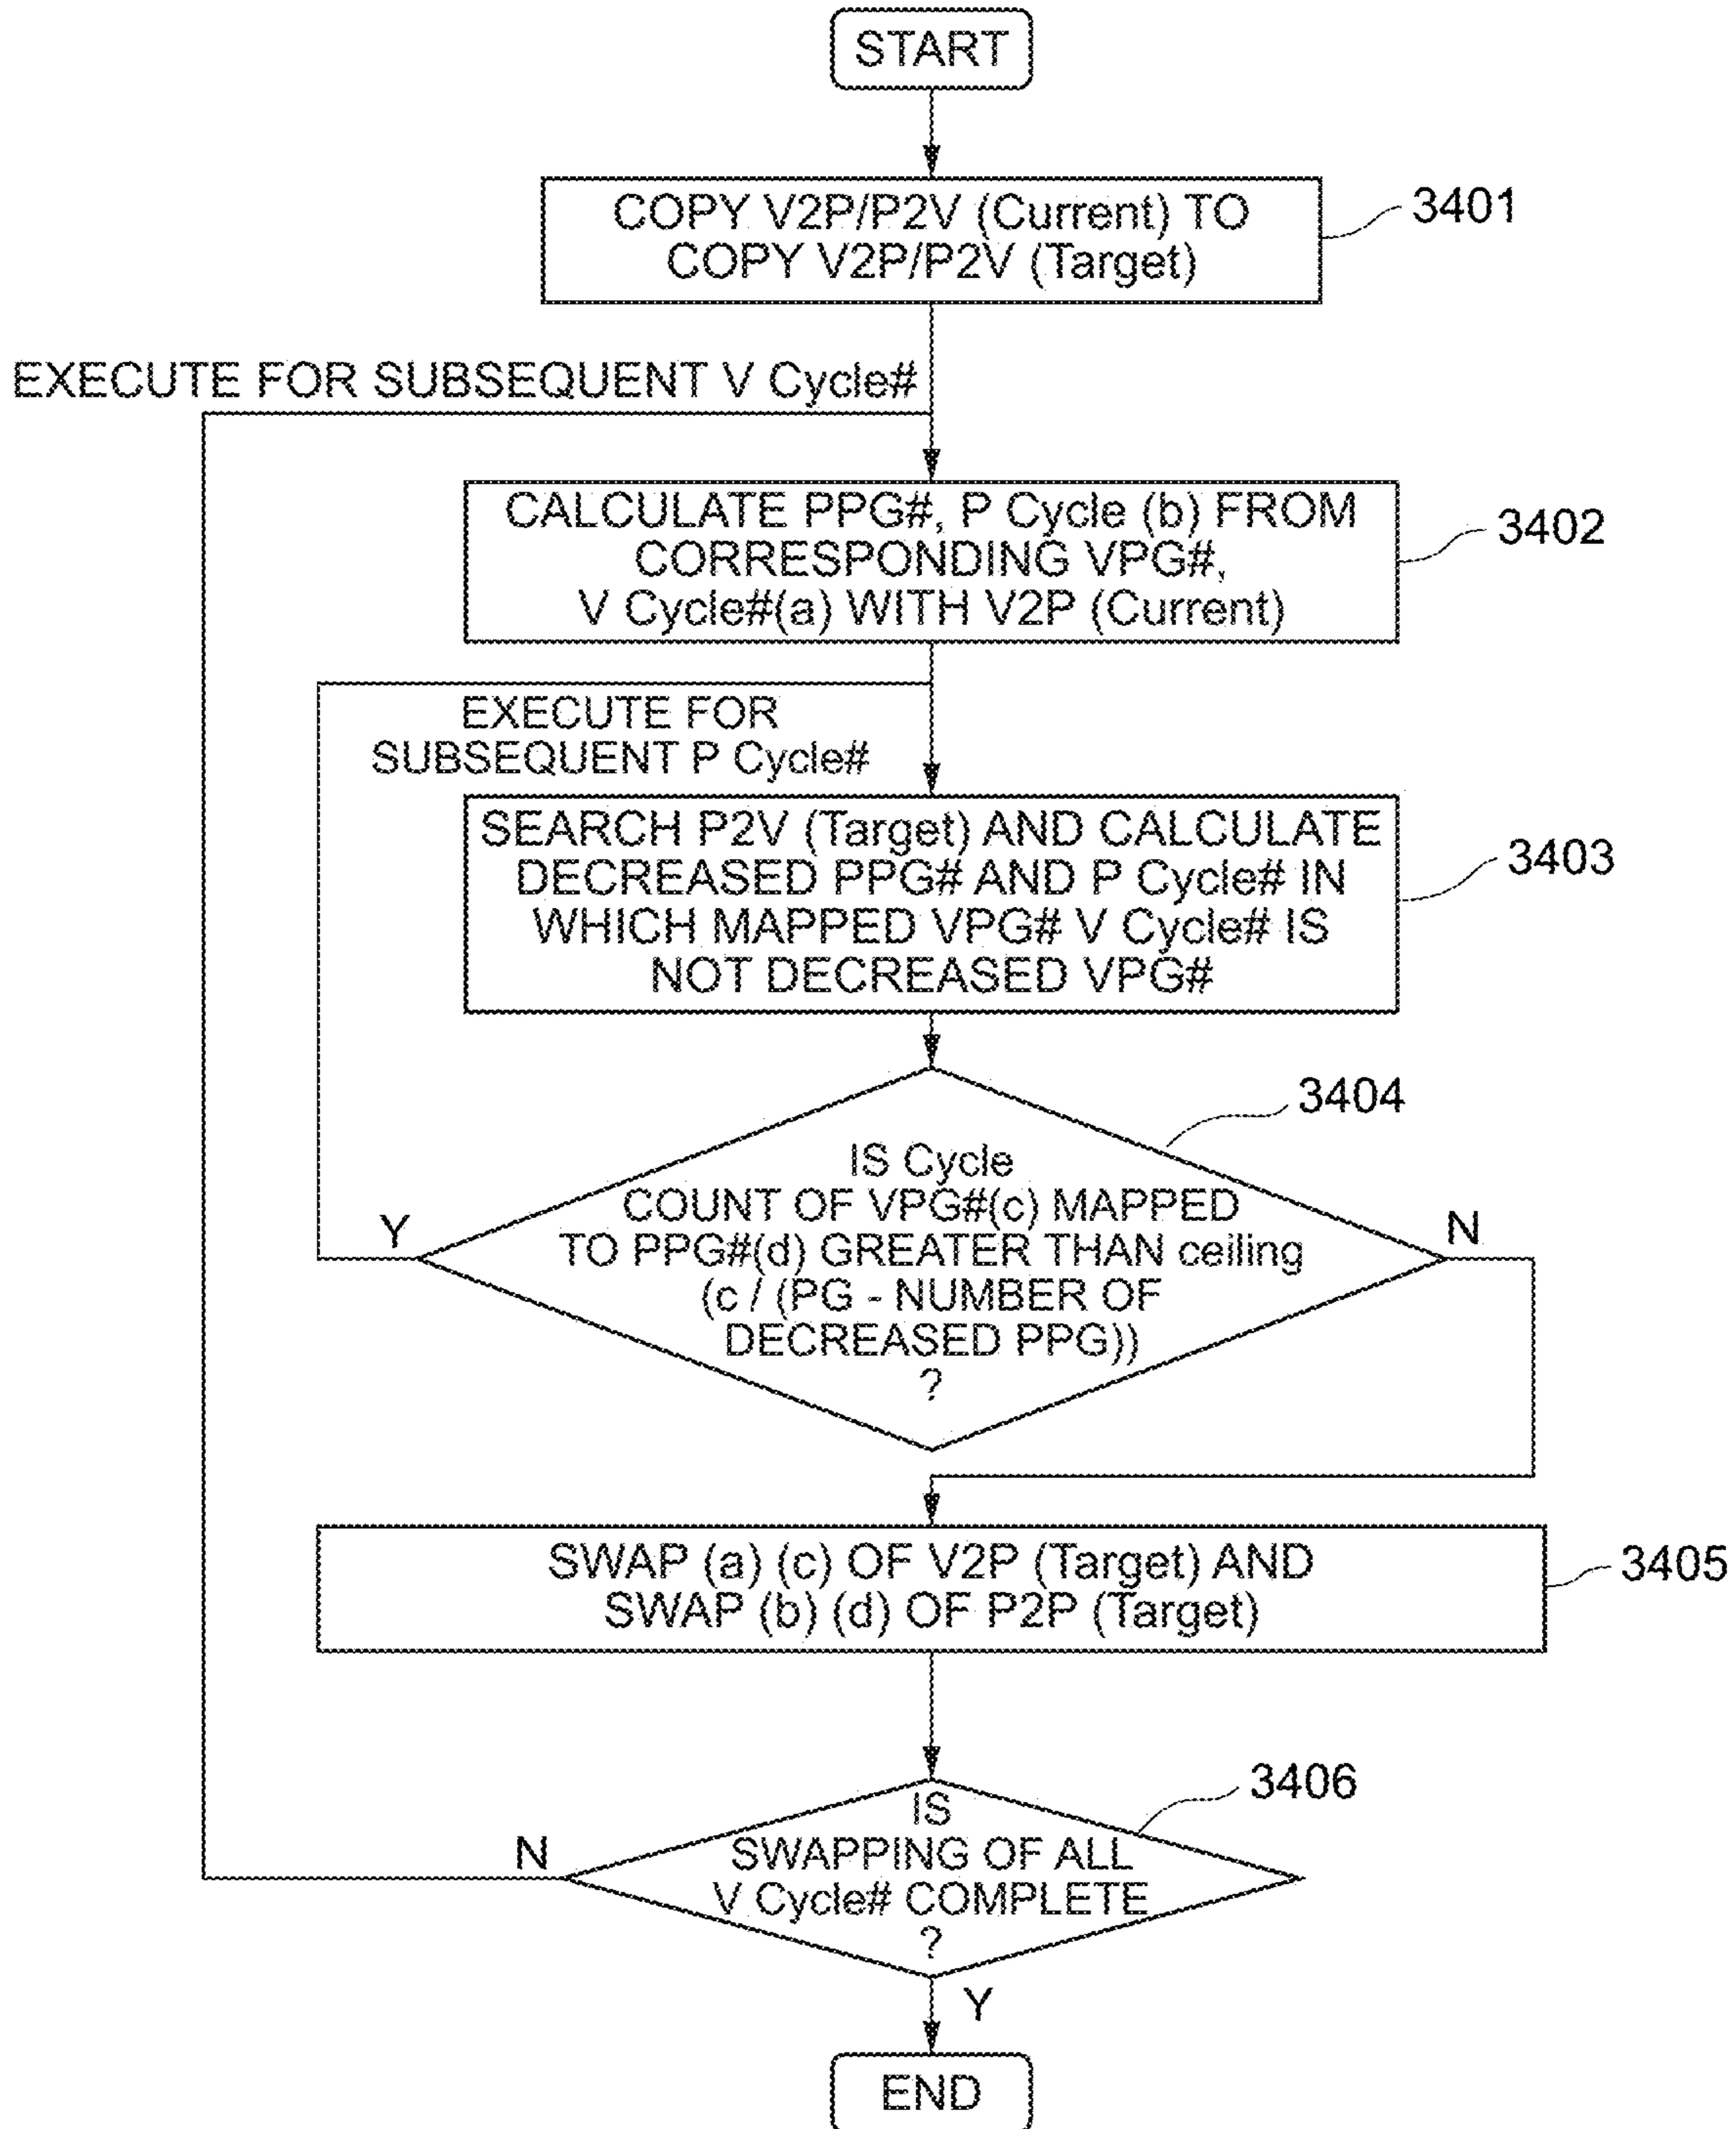 START
COPY V2P/P2V (Current) TO
COPY V2P/P2V (Target)
3401
EXECUTE FOR SUBSEQUENT V Cycle#
CALCULATE PPG#, P Cycle (b) FROM
CORRESPONDING VPG#,
V Cycle#(a) WITH V2P (Current)
3402
EXECUTE FOR
SUBSEQUENT P Cycle#
SEARCH P2V (Target) AND CALCULATE
DECREASED PPG# AND P Cycle# IN
WHICH MAPPED VPG# V Cycle# IS
NOT DECREASED VPG#
3403
3404
IS Cycle
COUNT OF VPG#(c) MAPPED
TO PPG#(d) GREATER THAN ceiling
(c / (PG - NUMBER OF
DECREASED PPG))
?
Y
N
SWAP (a) (c) OF V2P (Target) AND
SWAP (b) (d) OF P2P (Target)
3405
3406
IS
SWAPPING OF ALL
V Cycle# COMPLETE
?
N
Y
END